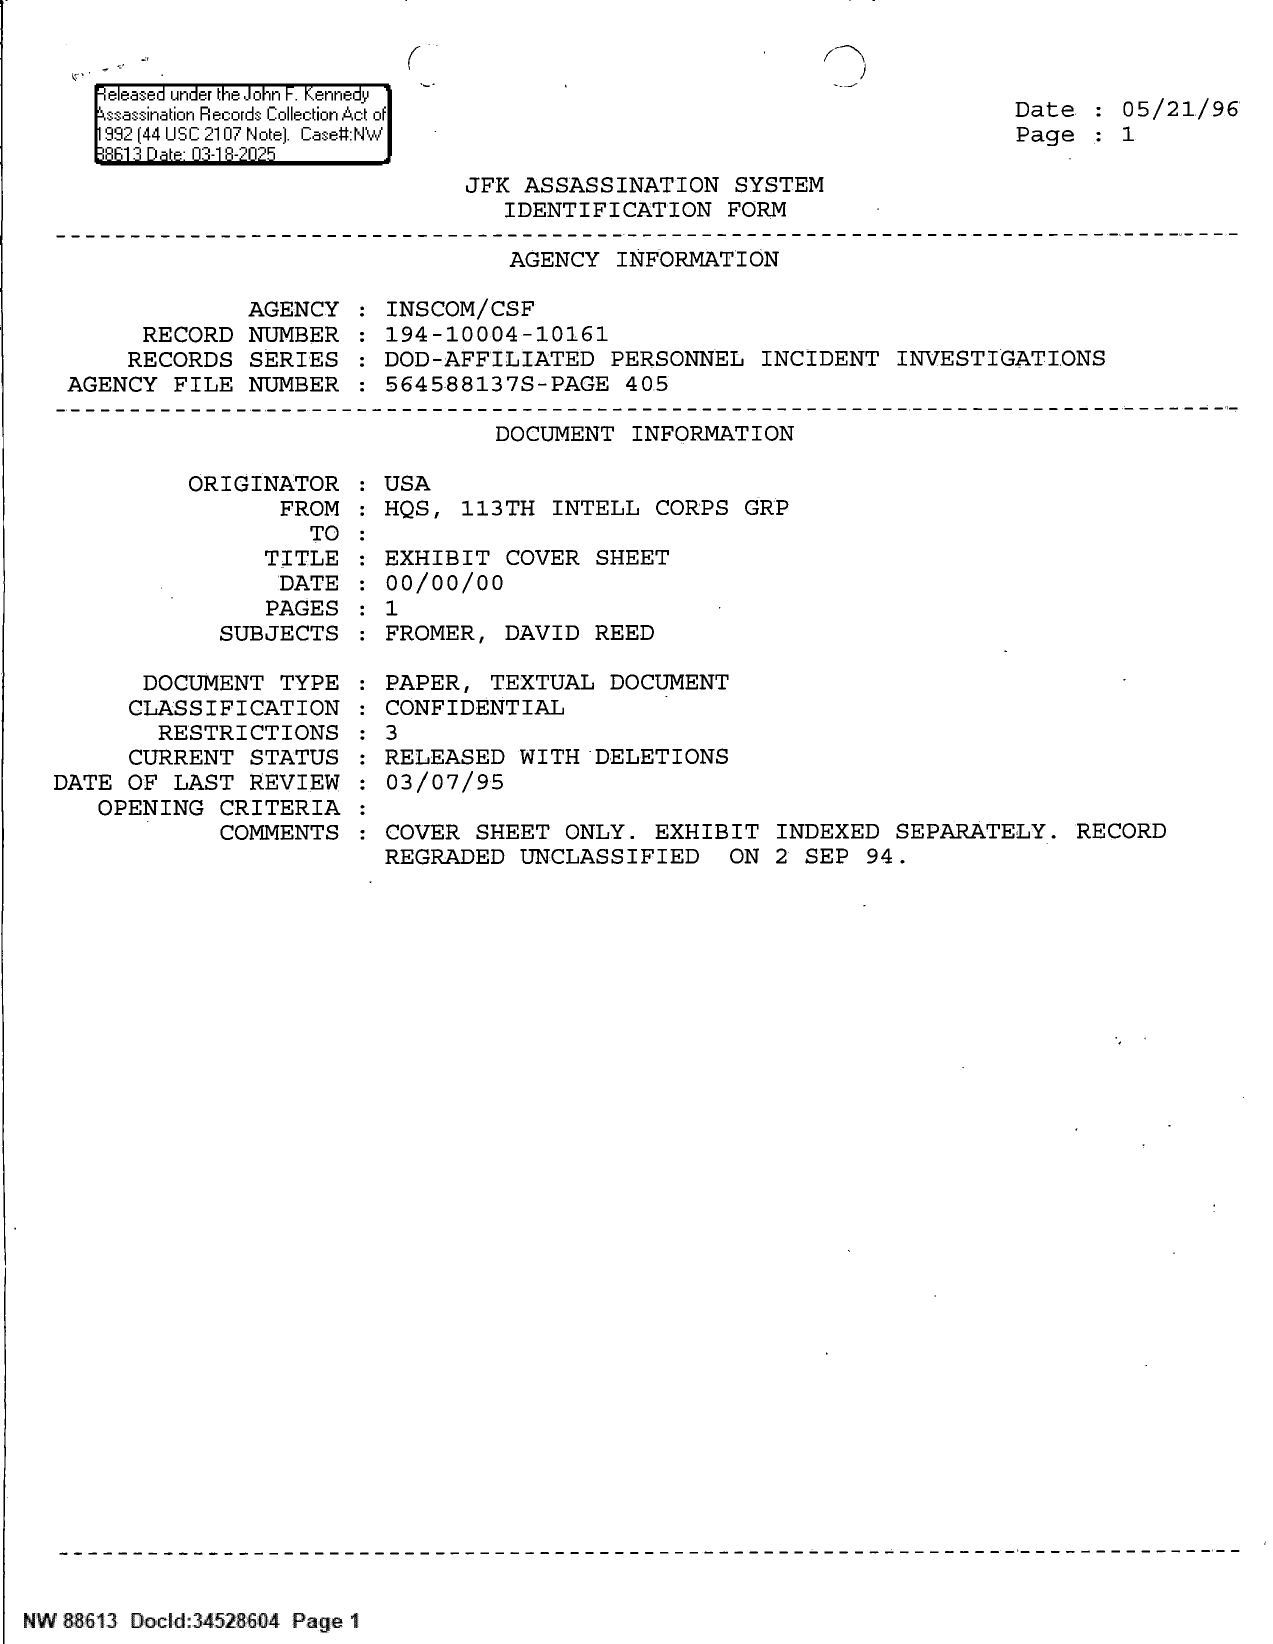 Released under the John F. Kennedy
Assassination Records Collection Act of
1992 (44 USC 2107 Note). Case#:NW
88613 Date: 03-18-2025
Date : 05/21/96
Page : 1
JFK ASSASSINATION SYSTEM
IDENTIFICATION FORM
AGENCY INFORMATION
AGENCY : INSCOM/CSF
RECORD NUMBER : 194-10004-10161
RECORDS SERIES : DOD-AFFILIATED PERSONNEL INCIDENT INVESTIGATIONS
AGENCY FILE NUMBER : 564588137S-PAGE 405
DOCUMENT INFORMATION
ORIGINATOR : USA
FROM : HQS, 113TH INTELL CORPS GRP
TO :
TITLE : EXHIBIT COVER SHEET
DATE : 00/00/00
PAGES : 1
SUBJECTS : FROMER, DAVID REED
DOCUMENT TYPE : PAPER, TEXTUAL DOCUMENT
CLASSIFICATION : CONFIDENTIAL
RESTRICTIONS : 3
CURRENT STATUS : RELEASED WITH DELETIONS
DATE OF LAST REVIEW : 03/07/95
OPENING CRITERIA :
COMMENTS : COVER SHEET ONLY. EXHIBIT INDEXED SEPARATELY. RECORD
REGRADED UNCLASSIFIED ON 2 SEP 94.
NW 88613 DocId:34528604 Page 1